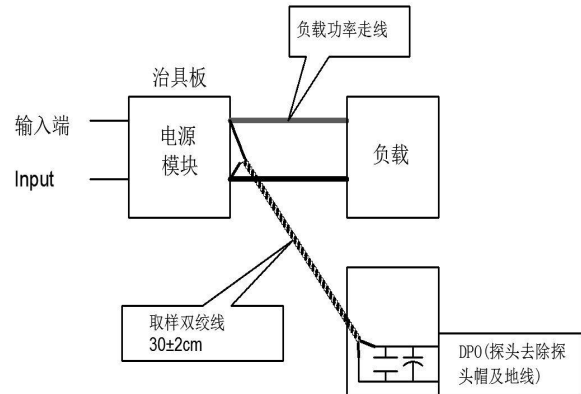 负载功率走线
治具板
输入端
Input
电源
模块
负载
取样双绞线
30±2cm
DPO(探头去除探
头帽及地线)